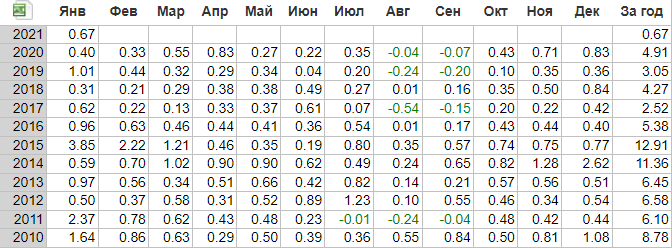 Янв Фев Мар Апр Май Июн Июл Авг Сен Окт Ноя Дек За год
2021 0.67 0.67
2020 0.40 0.33 0.55 0.83 0.27 0.22 0.35 -0.04 -0.07 0.43 0.71 0.83 4.91
2019 1.01 0.44 0.32 0.29 0.34 0.04 0.20 -0.24 -0.20 0.10 0.35 0.36 3.05
2018 0.31 0.21 0.29 0.38 0.38 0.49 0.27 0.01 0.16 0.35 0.50 0.84 4.27
2017 0.62 0.22 0.13 0.33 0.37 0.61 0.07 -0.54 -0.15 0.20 0.22 0.42 2.52
2016 0.96 0.63 0.46 0.44 0.41 0.36 0.54 0.01 0.17 0.43 0.44 0.40 5.38
2015 3.85 2.22 1.21 0.46 0.35 0.19 0.80 0.35 0.57 0.74 0.75 0.77 12.91
2014 0.59 0.70 1.02 0.90 0.90 0.62 0.49 0.24 0.65 0.82 1.28 2.62 11.36
2013 0.97 0.56 0.34 0.51 0.66 0.42 0.82 0.14 0.21 0.57 0.56 0.51 6.45
2012 0.50 0.37 0.58 0.31 0.52 0.89 1.23 0.10 0.55 0.46 0.34 0.54 6.58
2011 2.37 0.78 0.62 0.43 0.48 0.23 -0.01 -0.24 -0.04 0.48 0.42 0.44 6.10
2010 1.64 0.86 0.63 0.29 0.50 0.39 0.36 0.55 0.84 0.50 0.81 1.08 8.78